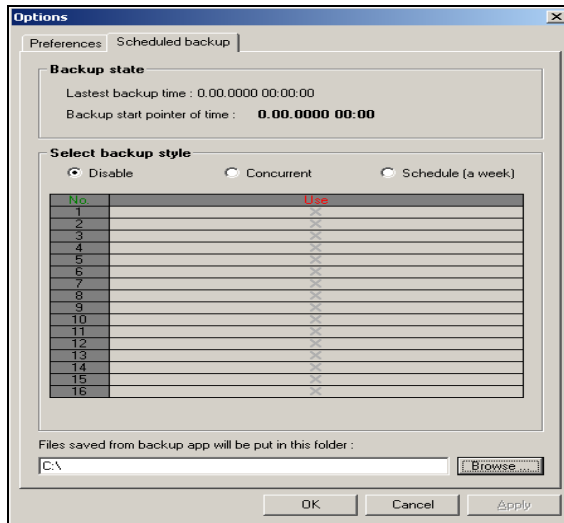 Options
Preferences Scheduled backup
Backup state
Lastest backup time : 0.00.0000 00:00:00
Backup start pointer of time : 0.00.0000 00:00
Select backup style
Disable Concurrent Schedule (a week)
No. Use
1
2
3
4
5
6
7
8
9
10
11
12
13
14
15
16
Files saved from backup app will be put in this folder :
C:\ Browse ...
OK Cancel Apply